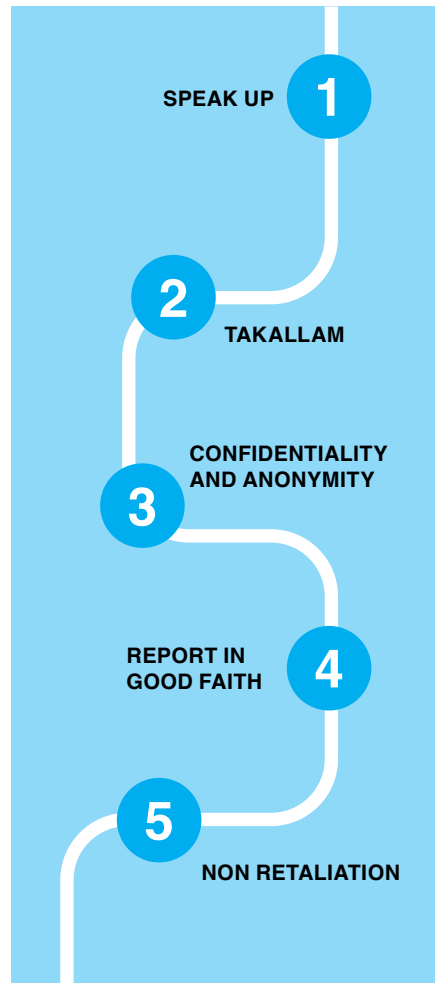 SPEAK UP
1
2
TAKALLAM
CONFIDENTIALITY
AND ANONYMITY
3
REPORT IN
GOOD FAITH
4
5
NON RETALIATION